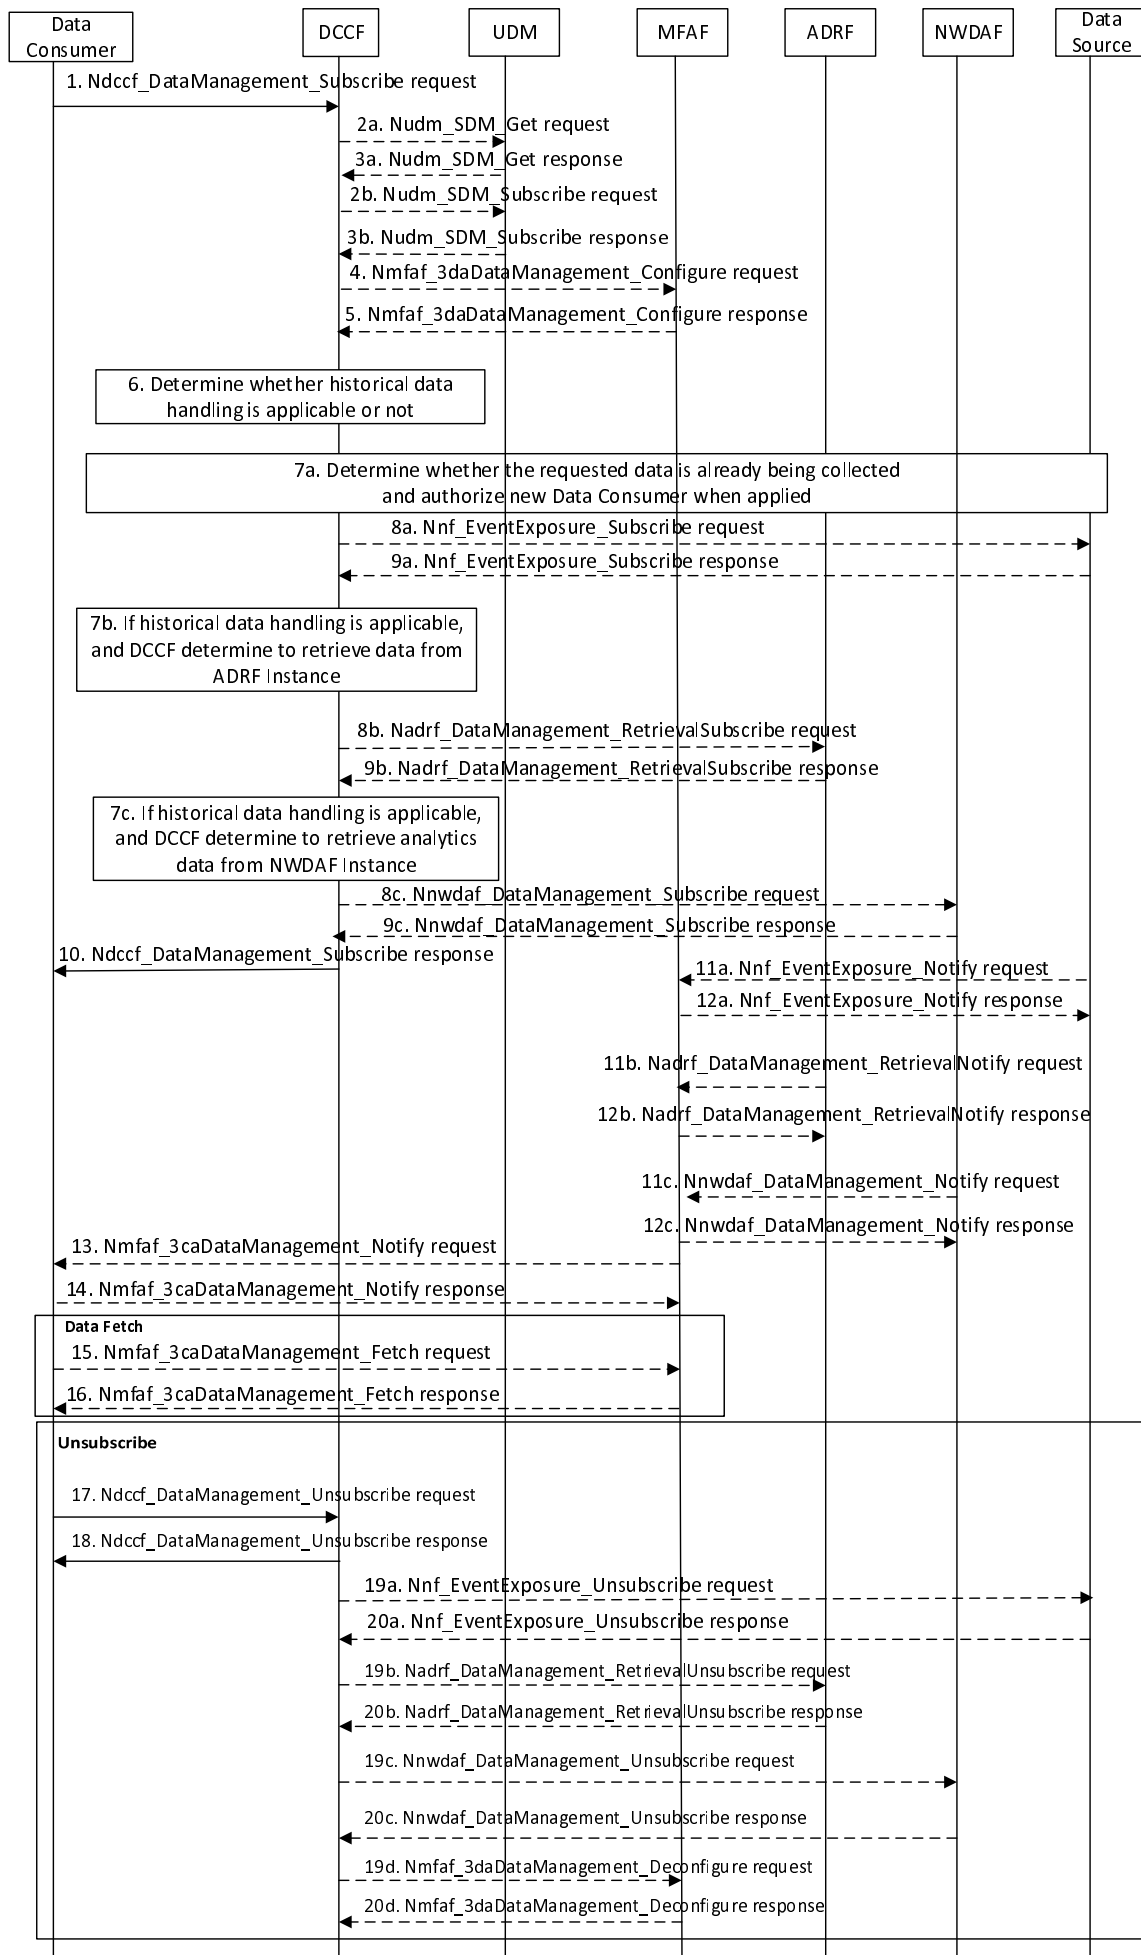 Data
Consumer
DCCF
UDM
MFAF
ADRF
NWDAF
Data
Source
1. Ndccf_DataManagement_Subscribe request
2a. Nudm_SDM_Get request
3a. Nudm_SDM_Get response
2b. Nudm_SDM_Subscribe request
3b. Nudm_SDM_Subscribe response
4. Nmfaf_3daDataManagement_Configure request
5. Nmfaf_3daDataManagement_Configure response
6. Determine whether historical data
handling is applicable or not
7a. Determine whether the requested data is already being collected
and authorize new Data Consumer when applied
8a. Nnf_EventExposure_Subscribe request
9a. Nnf_EventExposure_Subscribe response
7b. If historical data handling is applicable,
and DCCF determine to retrieve data from
ADRF Instance
8b. Nadrf_DataManagement_RetrievalSubscribe request
9b. Nadrf_DataManagement_RetrievalSubscribe response
7c. If historical data handling is applicable,
and DCCF determine to retrieve analytics
data from NWDAF Instance
8c. Nnwdaf_DataManagement_Subscribe request
9c. Nnwdaf_DataManagement_Subscribe response
10. Ndccf_DataManagement_Subscribe response
11a. Nnf_EventExposure_Notify request
12a. Nnf_EventExposure_Notify response
11b. Nadrf_DataManagement_RetrievalNotify request
12b. Nadrf_DataManagement_RetrievalNotify response
11c. Nnwdaf_DataManagement_Notify request
12c. Nnwdaf_DataManagement_Notify response
13. Nmfaf_3caDataManagement_Notify request
14. Nmfaf_3caDataManagement_Notify response
Data Fetch
15. Nmfaf_3caDataManagement_Fetch request
16. Nmfaf_3caDataManagement_Fetch response
Unsubscribe
17. Ndccf_DataManagement_Unsubscribe request
18. Ndccf_DataManagement_Unsubscribe response
19a. Nnf_EventExposure_Unsubscribe request
20a. Nnf_EventExposure_Unsubscribe response
19b. Nadrf_DataManagement_RetrievalUnsubscribe request
20b. Nadrf_DataManagement_RetrievalUnsubscribe response
19c. Nnwdaf_DataManagement_Unsubscribe request
20c. Nnwdaf_DataManagement_Unsubscribe response
19d. Nmfaf_3daDataManagement_Deconfigure request
20d. Nmfaf_3daDataManagement_Deconfigure response